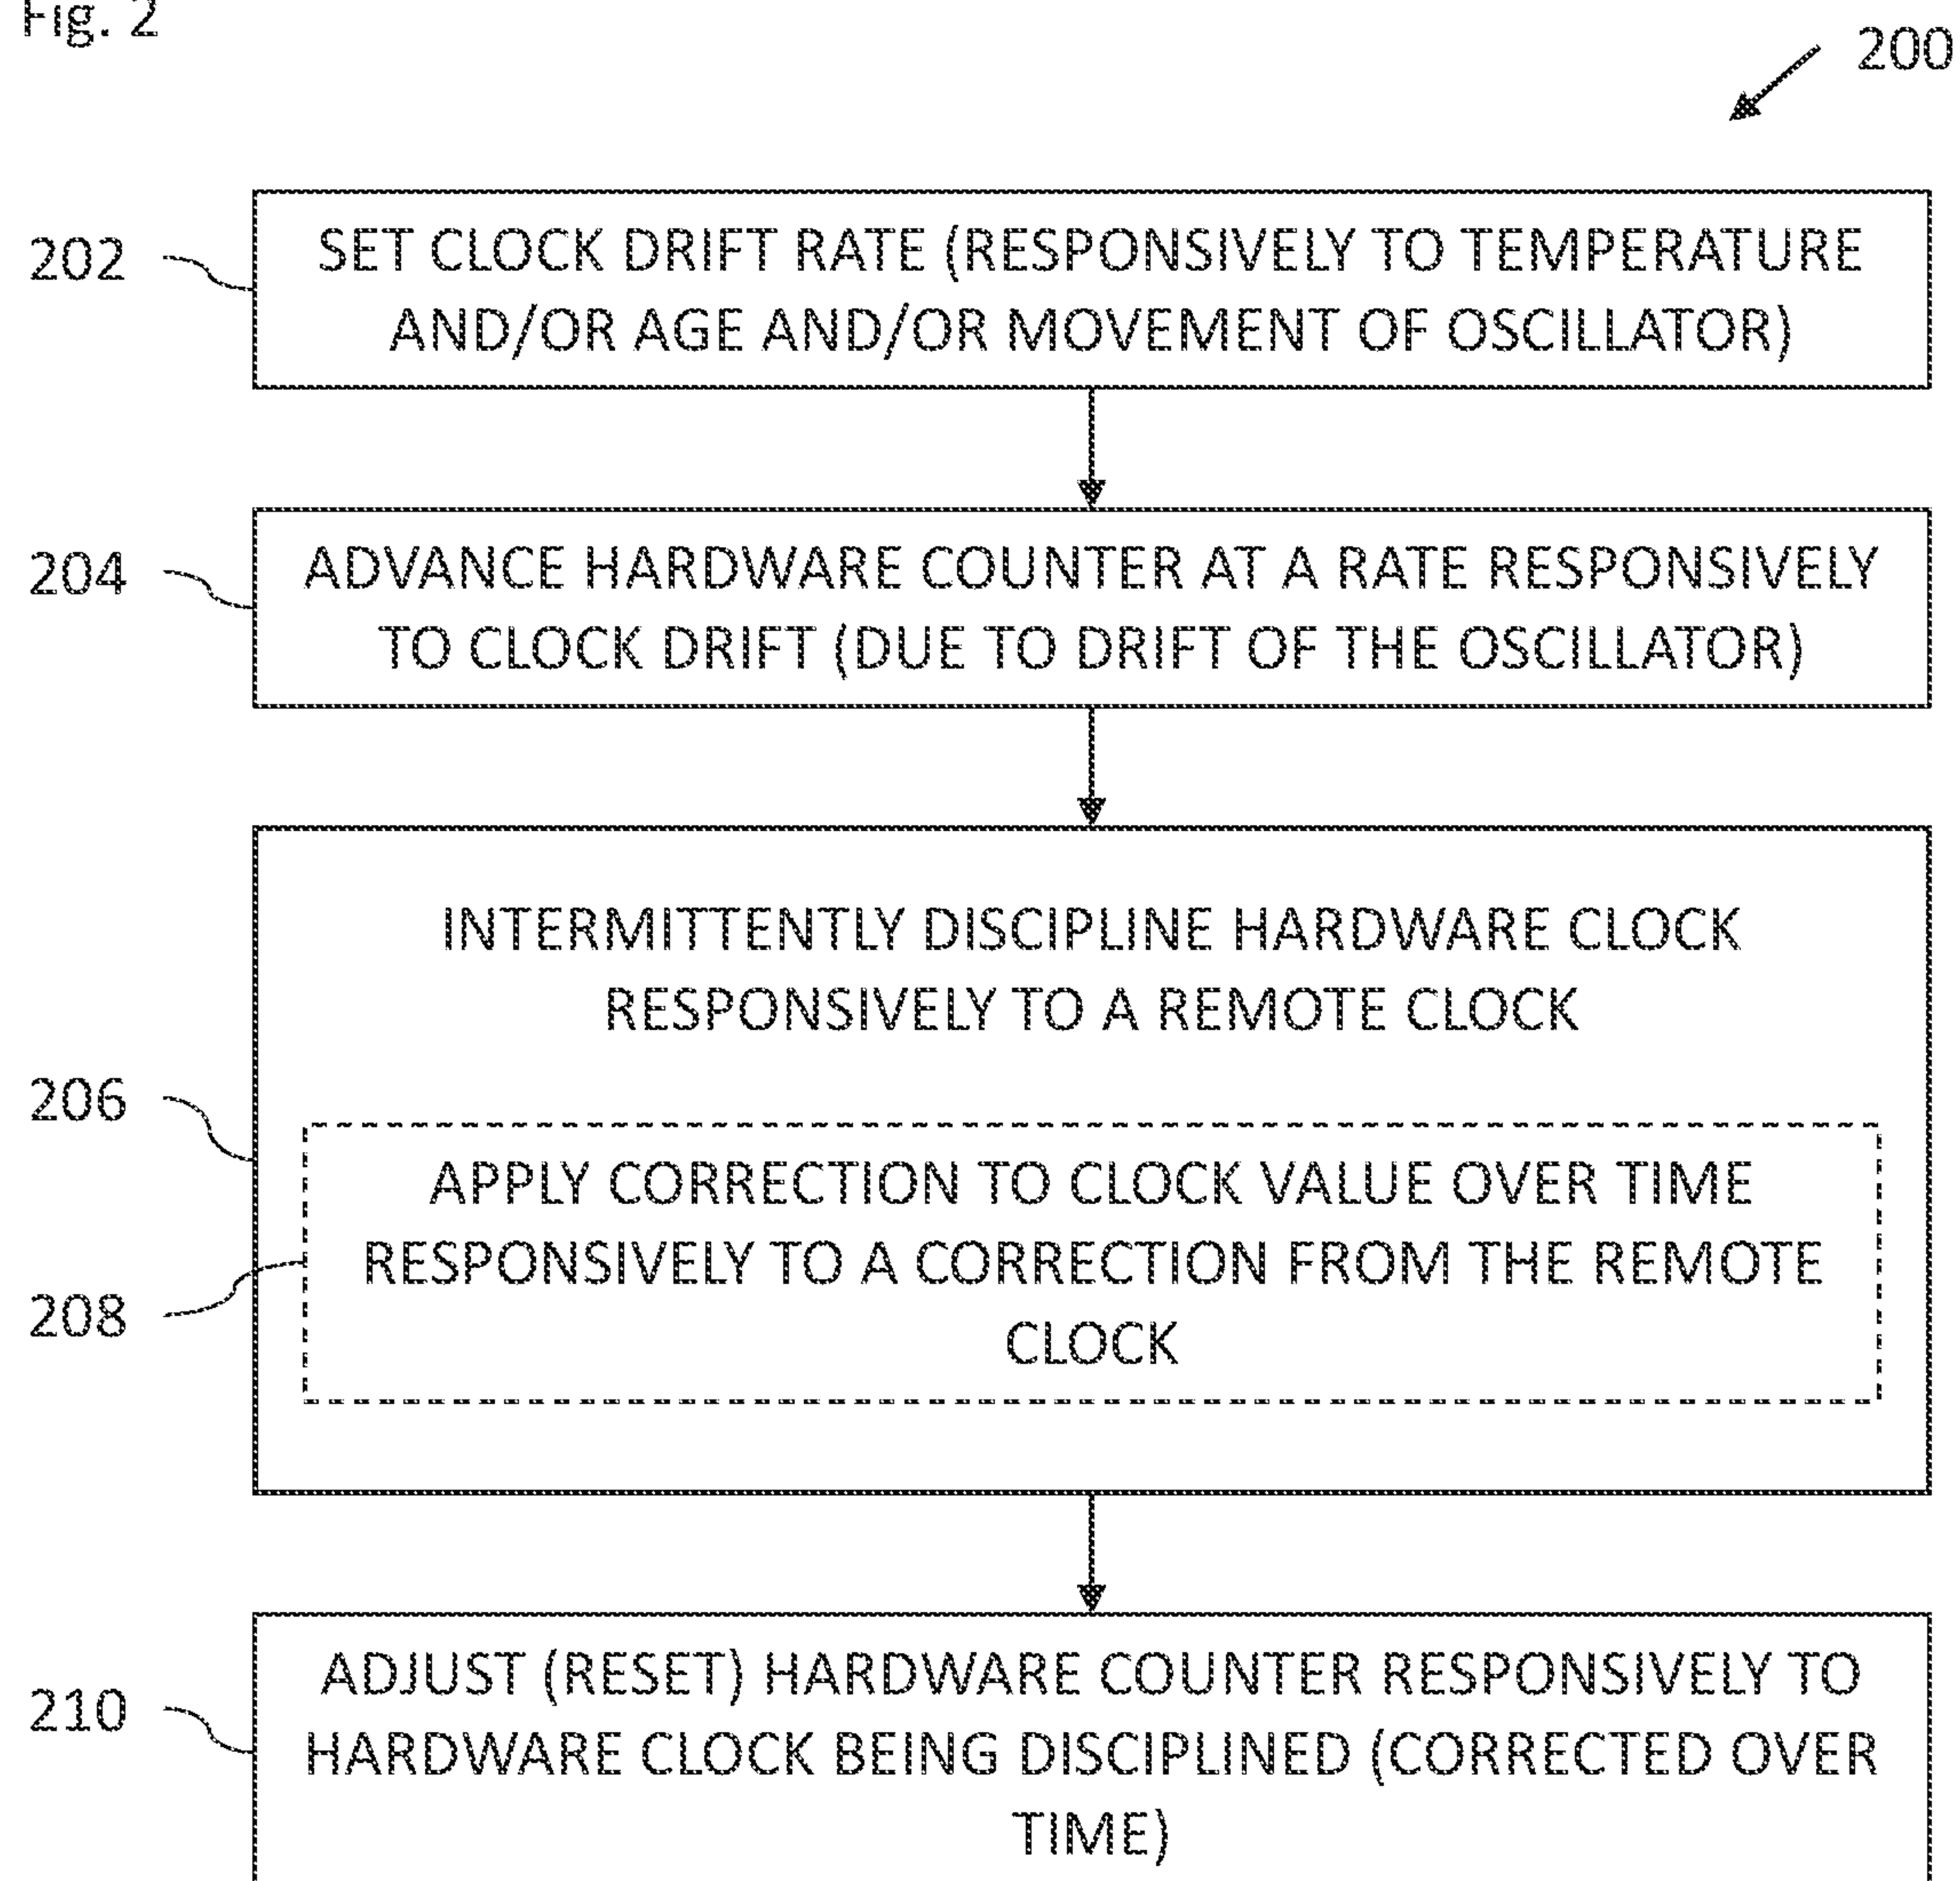 Fig. 2
200
202
SET CLOCK DRIFT RATE (RESPONSIVELY TO TEMPERATURE
AND/OR AGE AND/OR MOVEMENT OF OSCILLATOR)
204
ADVANCE HARDWARE COUNTER AT A RATE RESPONSIVELY
TO CLOCK DRIFT (DUE TO DRIFT OF THE OSCILLATOR)
INTERMITTENTLY DISCIPLINE HARDWARE CLOCK
RESPONSIVELY TO A REMOTE CLOCK
206
APPLY CORRECTION TO CLOCK VALUE OVER TIME
RESPONSIVELY TO A CORRECTION FROM THE REMOTE
CLOCK
208
210
ADJUST (RESET) HARDWARE COUNTER RESPONSIVELY TO
HARDWARE CLOCK BEING DISCIPLINED (CORRECTED OVER
TIME)